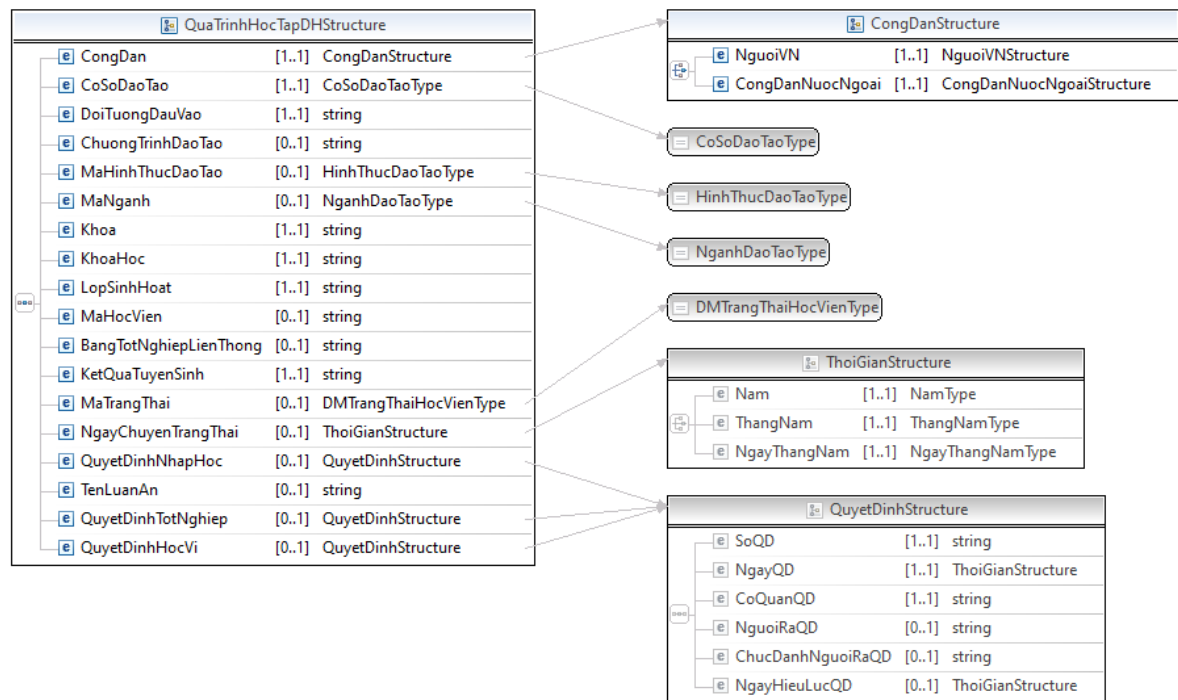 QuaTrinhHocTapDHStructure
CongDan [1..1] CongDanStructure
CoSoDaoTao [1..1] CoSoDaoTaoType
DoiTuongDauVao [1..1] string
ChuongTrinhDaoTao [0..1] string
MaHinhThucDaoTao [0..1] HinhThucDaoTaoType
MaNganh [0..1] NganhDaoTaoType
Khoa [1..1] string
KhoaHoc [1..1] string
LopSinhHoat [1..1] string
MaHocVien [0..1] string
BangTotNghiepLienThong [0..1] string
KetQuaTuyenSinh [1..1] string
MaTrangThai [0..1] DMTrangThaiHocVienType
NgayChuyenTrangThai [0..1] ThoiGianStructure
QuyetDinhNhapHoc [0..1] QuyetDinhStructure
TenLuanAn [0..1] string
QuyetDinhTotNghiep [0..1] QuyetDinhStructure
QuyetDinhHocVi [0..1] QuyetDinhStructure
CongDanStructure
NguoiVN [1..1] NguoiVNStructure
CongDanNuocNgoai [1..1] CongDanNuocNgoaiStructure
CoSoDaoTaoType
HinhThucDaoTaoType
NganhDaoTaoType
DMTrangThaiHocVienType
ThoiGianStructure
Nam [1..1] NamType
ThangNam [1..1] ThangNamType
NgayThangNam [1..1] NgayThangNamType
QuyetDinhStructure
SoQD [1..1] string
NgayQD [1..1] ThoiGianStructure
CoQuanQD [1..1] string
NguoiRaQD [0..1] string
ChucDanhNguoiRaQD [0..1] string
NgayHieuLucQD [0..1] ThoiGianStructure